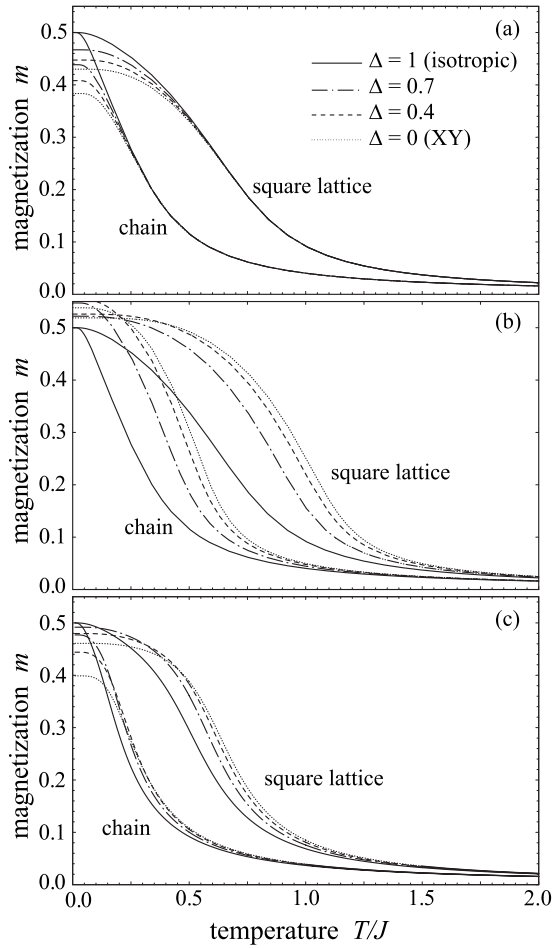 (a)
Δ = 1 (isotropic)
Δ = 0.7
Δ = 0.4
Δ = 0 (XY)
square lattice
chain
magnetization m
0.5
0.4
0.3
0.2
0.1
0.0
(b)
square lattice
chain
magnetization m
0.5
0.4
0.3
0.2
0.1
0.0
(c)
square lattice
chain
magnetization m
0.5
0.4
0.3
0.2
0.1
0.0
0.0 0.5 1.0 1.5 2.0
temperature T/J